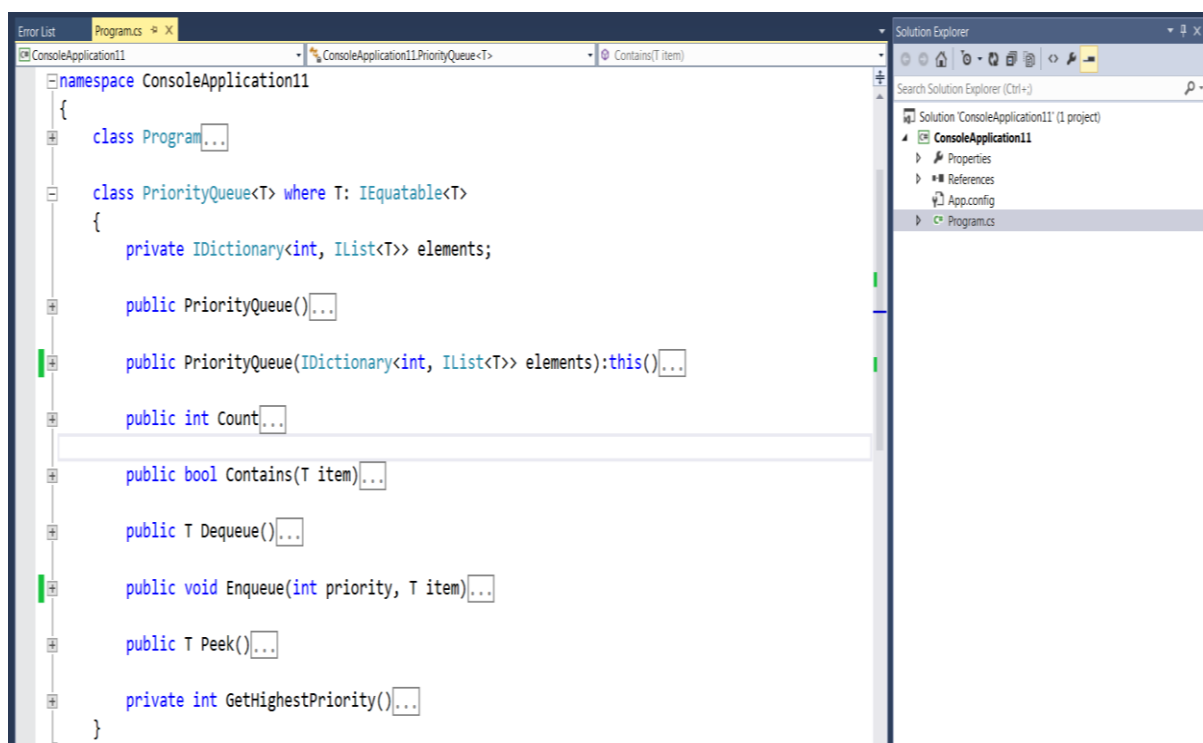 Error List Program.cs
Solution Explorer
ConsoleApplication11 ConsoleApplication11.PriorityQueue<T> Contains(T item)
Search Solution Explorer (Ctrl+;)
Solution 'ConsoleApplication11' (1 project)
ConsoleApplication11
Properties
References
App.config
Program.cs
namespace ConsoleApplication11
{
class Program...
class PriorityQueue<T> where T: IEquatable<T>
{
private IDictionary<int, IList<T>> elements;
public PriorityQueue()...
public PriorityQueue(IDictionary<int, IList<T>> elements):this()...
public int Count...
public bool Contains(T item)...
public T Dequeue()...
public void Enqueue(int priority, T item)...
public T Peek()...
private int GetHighestPriority()...
}